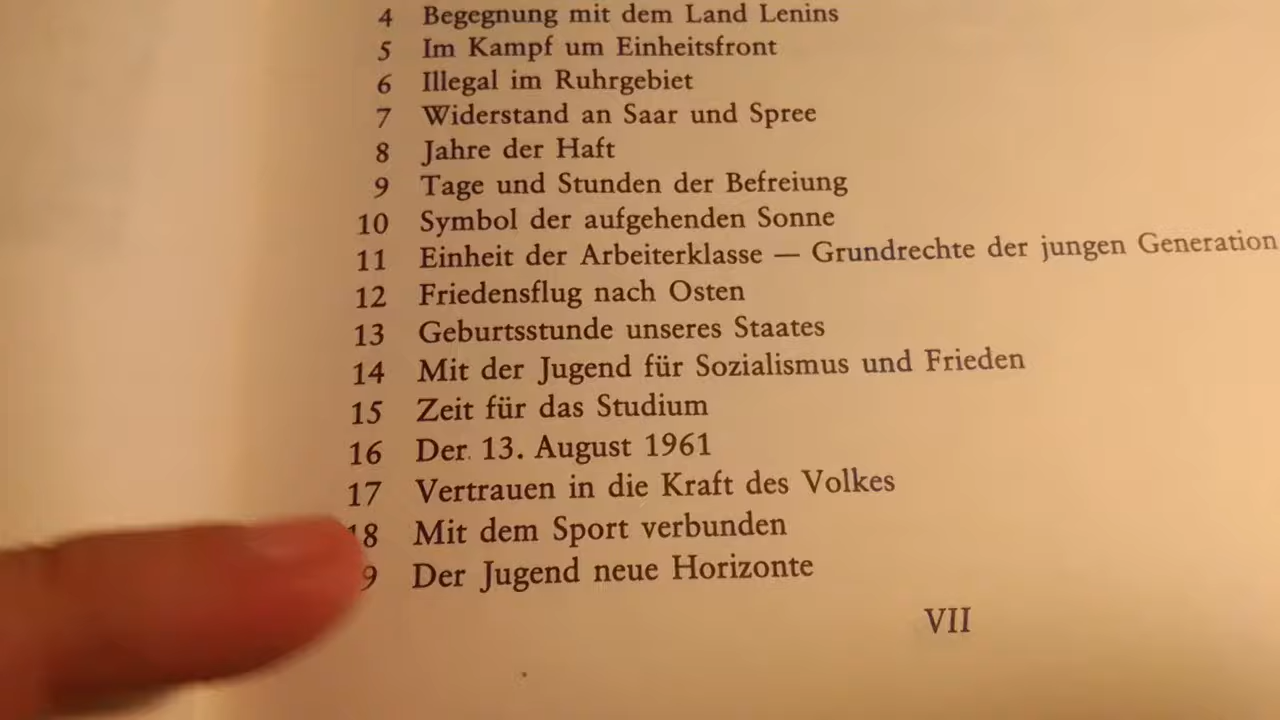 4 Begegnung mit dem Land Lenins
5 Im Kampf um Einheitsfront
6 Illegal im Ruhrgebiet
7 Widerstand an Saar und Spree
8 Jahre der Haft
9 Tage und Stunden der Befreiung
10 Symbol der aufgehenden Sonne
11 Einheit der Arbeiterklasse — Grundrechte der jungen Generation
12 Friedensflug nach Osten
13 Geburtsstunde unseres Staates
14 Mit der Jugend für Sozialismus und Frieden
15 Zeit für das Studium
16 Der 13. August 1961
17 Vertrauen in die Kraft des Volkes
18 Mit dem Sport verbunden
9 Der Jugend neue Horizonte
VII